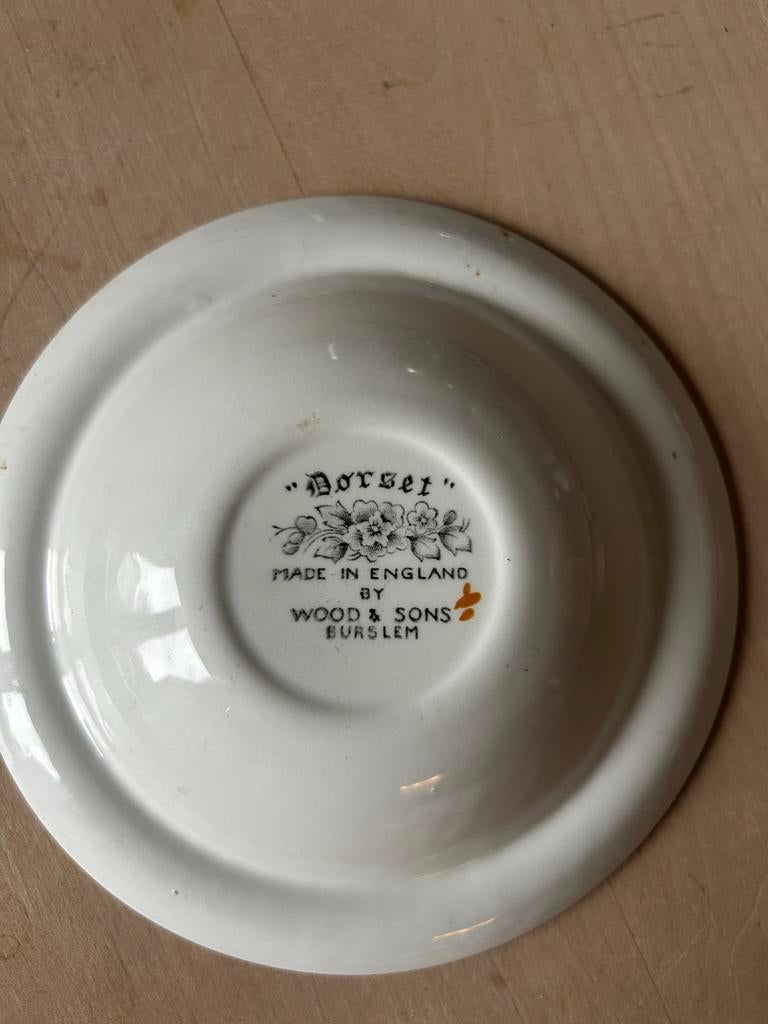 "Dorset"
MADE IN ENGLAND
BY
WOOD & SONS
BURSLEM